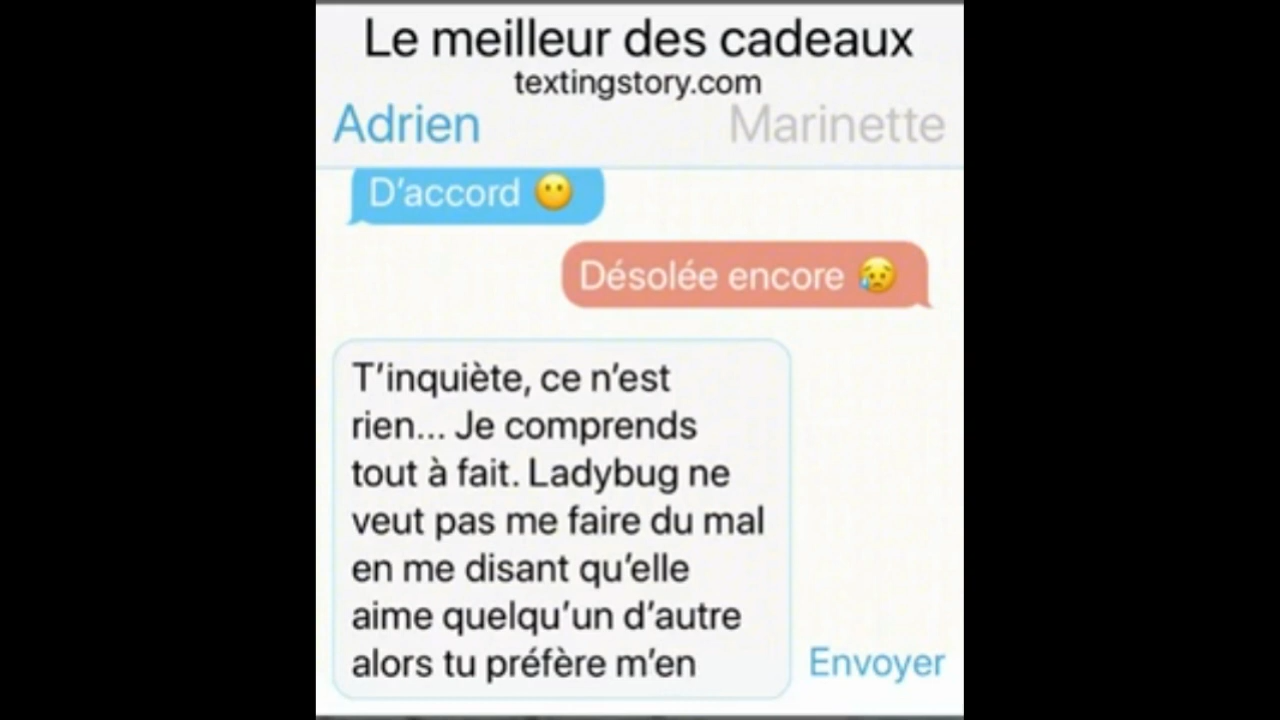 Le meilleur des cadeaux
textingstory.com
Adrien Marinette
D'accord 😶
Désolée encore 😥
T'inquiète, ce n'est
rien... Je comprends
tout à fait. Ladybug ne
veut pas me faire du mal
en me disant qu'elle
aime quelqu'un d'autre
alors tu préfère m'en
Envoyer